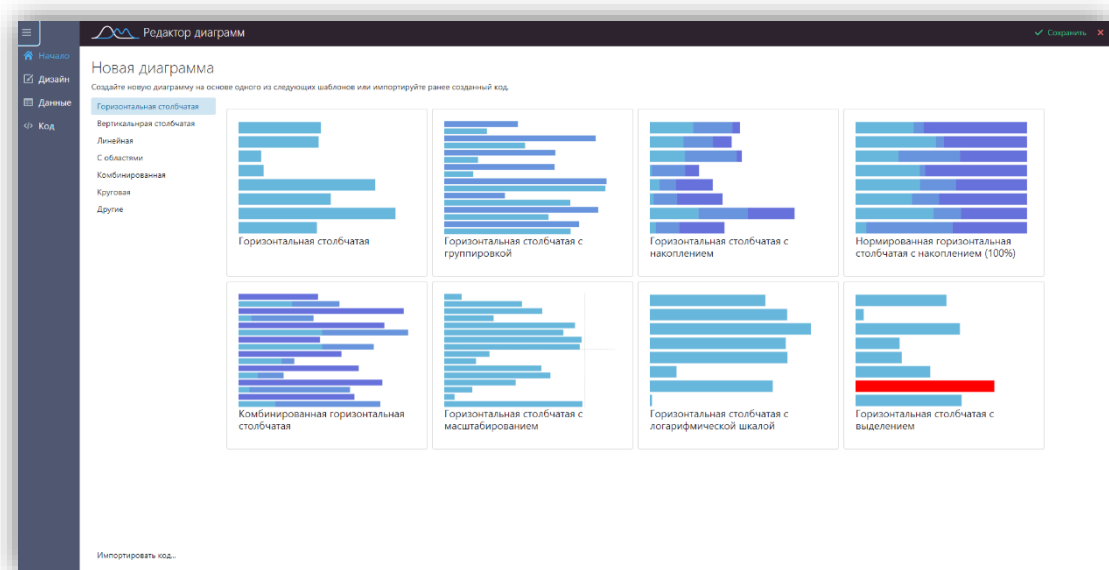 Редактор диаграмм
Сохранить
Начало
Дизайн
Данные
Код
Новая диаграмма
Создайте новую диаграмму на основе одного из следующих шаблонов или импортируйте ранее созданный код.
Горизонтальная столбчатая
Вертикальнрая столбчатая
Линейная
С областями
Комбинированная
Круговая
Другие
Горизонтальная столбчатая
Горизонтальная столбчатая с
группировкой
Горизонтальная столбчатая с
накоплением
Нормированная горизонтальная
столбчатая с накоплением (100%)
Комбинированная горизонтальная
столбчатая
Горизонтальная столбчатая с
масштабированием
Горизонтальная столбчатая с
логарифмической шкалой
Горизонтальная столбчатая с
выделением
Импортировать код...